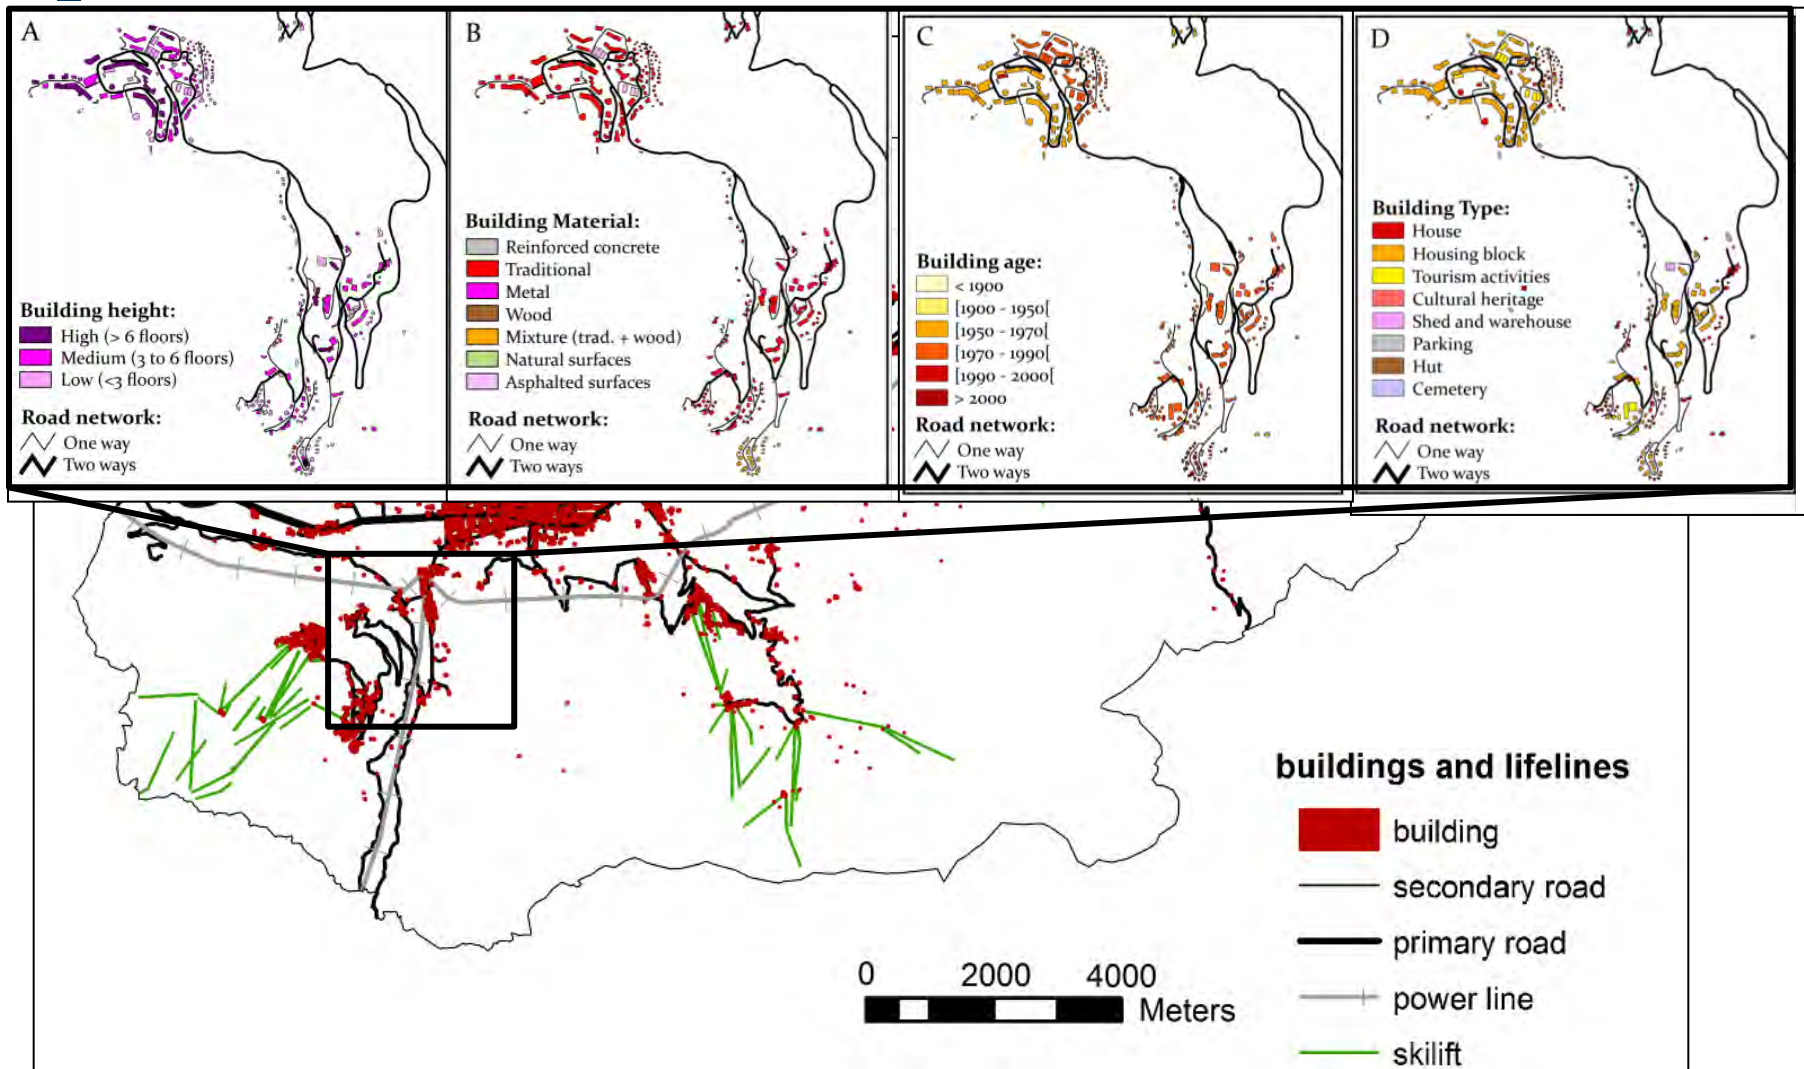 A
Building height:
High (> 6 floors)
Medium (3 to 6 floors)
Low (<3 floors)
Road network:
One way
Two ways
B
Building Material:
Reinforced concrete
Traditional
Metal
Wood
Mixture (trad. + wood)
Natural surfaces
Asphalted surfaces
Road network:
One way
Two ways
C
Building age:
< 1900
[1900 - 1950[
[1950 - 1970[
[1970 - 1990[
[1990 - 2000[
> 2000
Road network:
One way
Two ways
D
Building Type:
House
Housing block
Tourism activities
Cultural heritage
Shed and warehouse
Parking
Hut
Cemetery
Road network:
One way
Two ways
buildings and lifelines
building
secondary road
primary road
power line
skilift
0 2000 4000
Meters